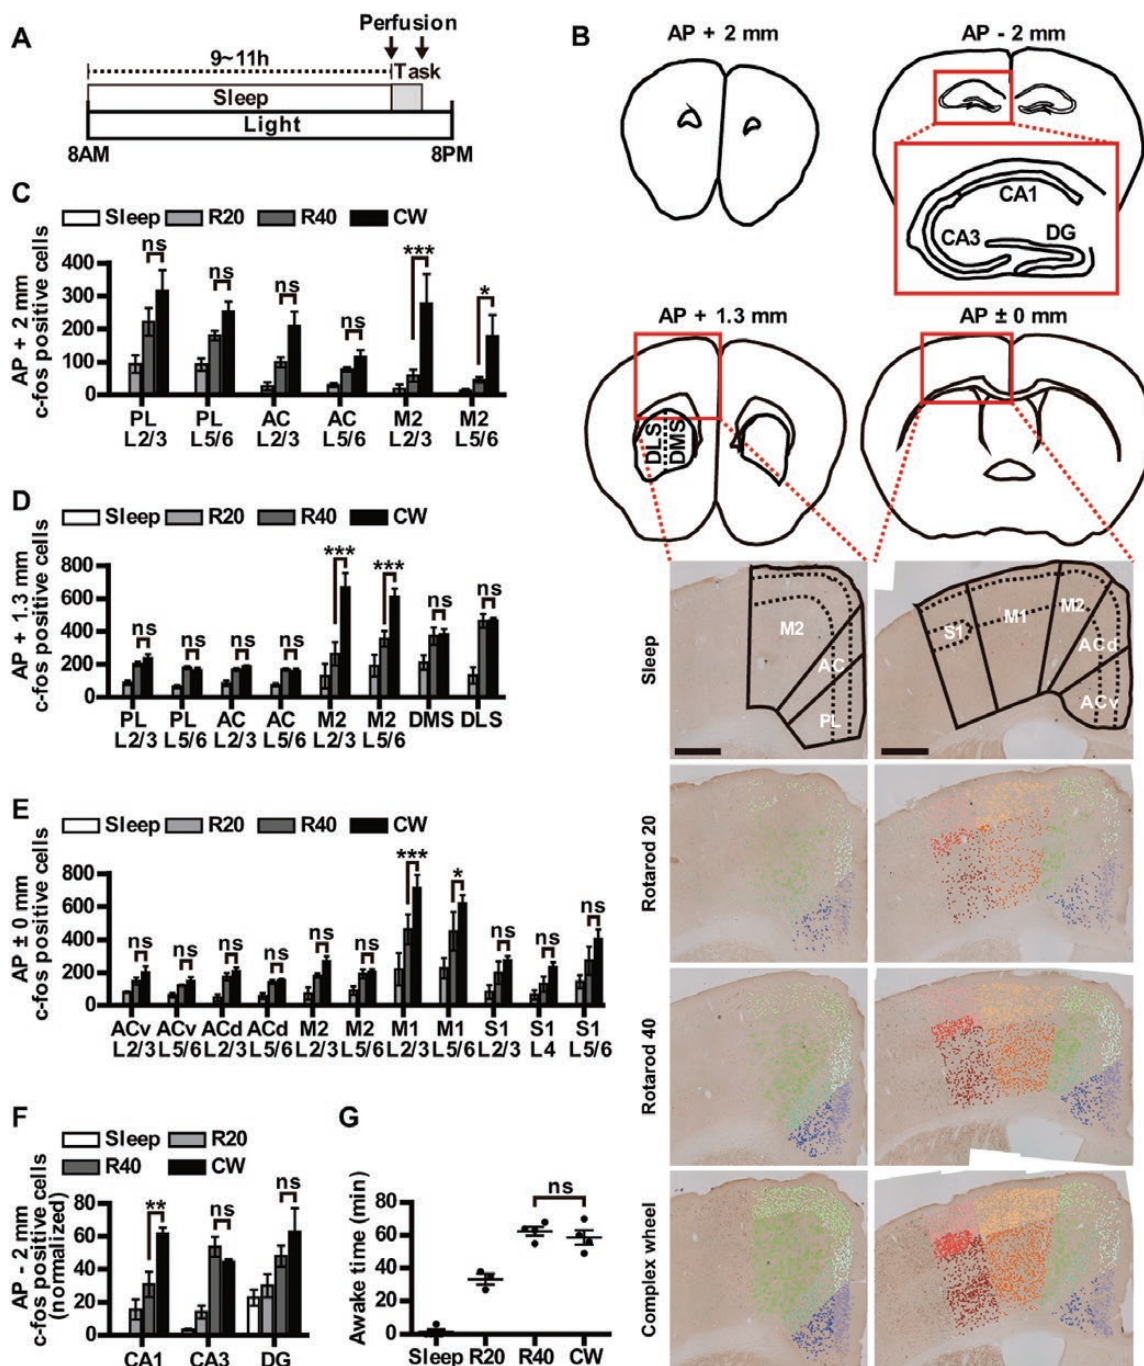 A
Perfusion
9~11h
Task
Sleep
Light
8AM
8PM
B
AP + 2 mm
AP - 2 mm
CA1
CA3
DG
AP + 1.3 mm
AP ± 0 mm
DLS
DMS
Sleep
M2
AC
PL
S1
M1
M2
ACd
ACv
Rotarod 20
Rotarod 40
Complex wheel
C
Sleep R20 R40 CW
AP + 2 mm
c-fos positive cells
400
300
200
100
0
ns
ns
ns
ns
***
*
PL PL AC AC M2 M2
L2/3 L5/6 L2/3 L5/6 L2/3 L5/6
D
Sleep R20 R40 CW
AP + 1.3 mm
c-fos positive cells
800
600
400
200
0
ns
ns
ns
ns
***
***
ns
ns
PL PL AC AC M2 M2 DMS DLS
L2/3 L5/6 L2/3 L5/6 L2/3 L5/6
E
Sleep R20 R40 CW
AP ± 0 mm
c-fos positive cells
800
600
400
200
0
ns
ns
ns
ns
ns
ns
***
*
ns
ns
ns
ACv ACv ACd ACd M2 M2 M1 M1 S1 S1 S1
L2/3 L5/6 L2/3 L5/6 L2/3 L5/6 L2/3 L5/6 L2/3 L4 L5/6
F
Sleep R20
R40 CW
AP - 2 mm
c-fos positive cells
(normalized)
80
60
40
20
0
**
ns
ns
CA1 CA3 DG
G
Awake time (min)
80
60
40
20
0
ns
Sleep R20 R40 CW